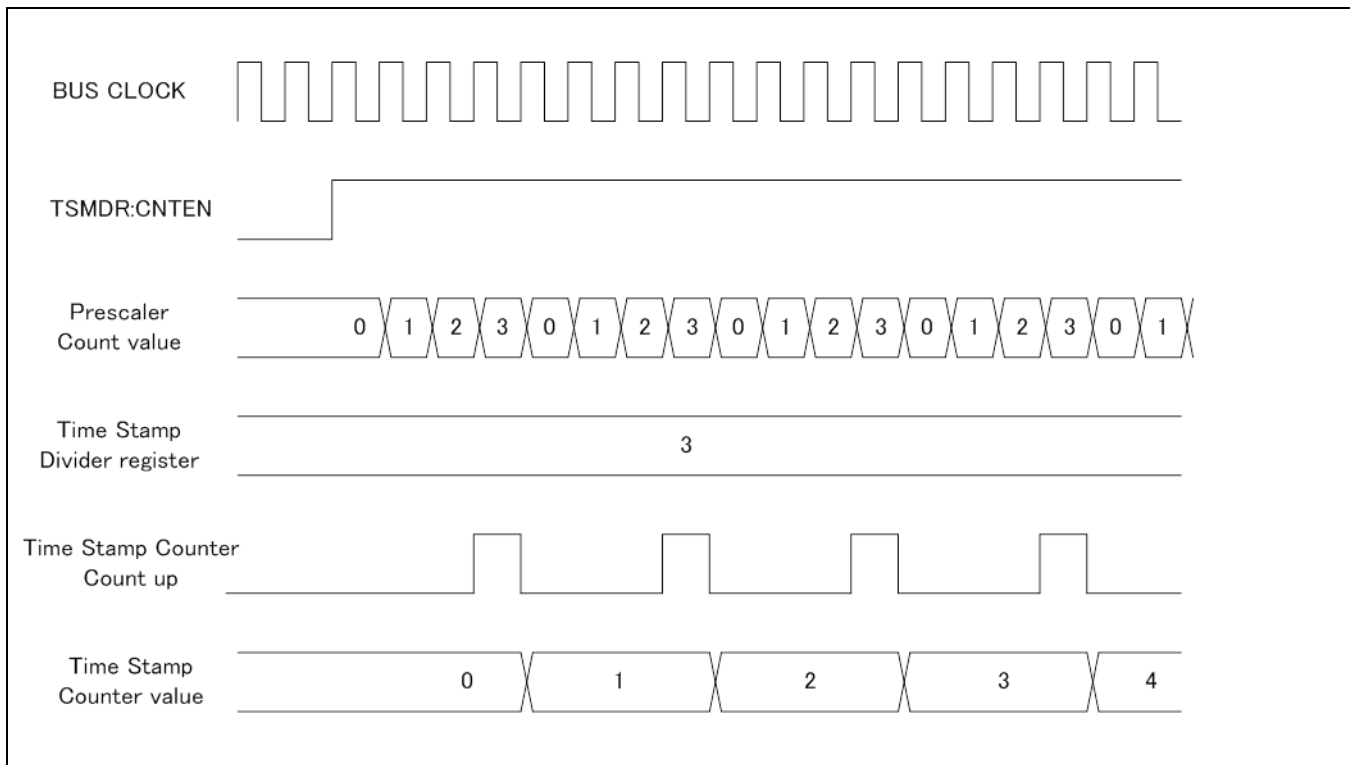 BUS CLOCK
TSMDR:CNTEN
Prescaler
Count value
0 1 2 3 0 1 2 3 0 1 2 3 0 1 2 3 0 1
Time Stamp
Divider register
3
Time Stamp Counter
Count up
Time Stamp
Counter value
0 1 2 3 4